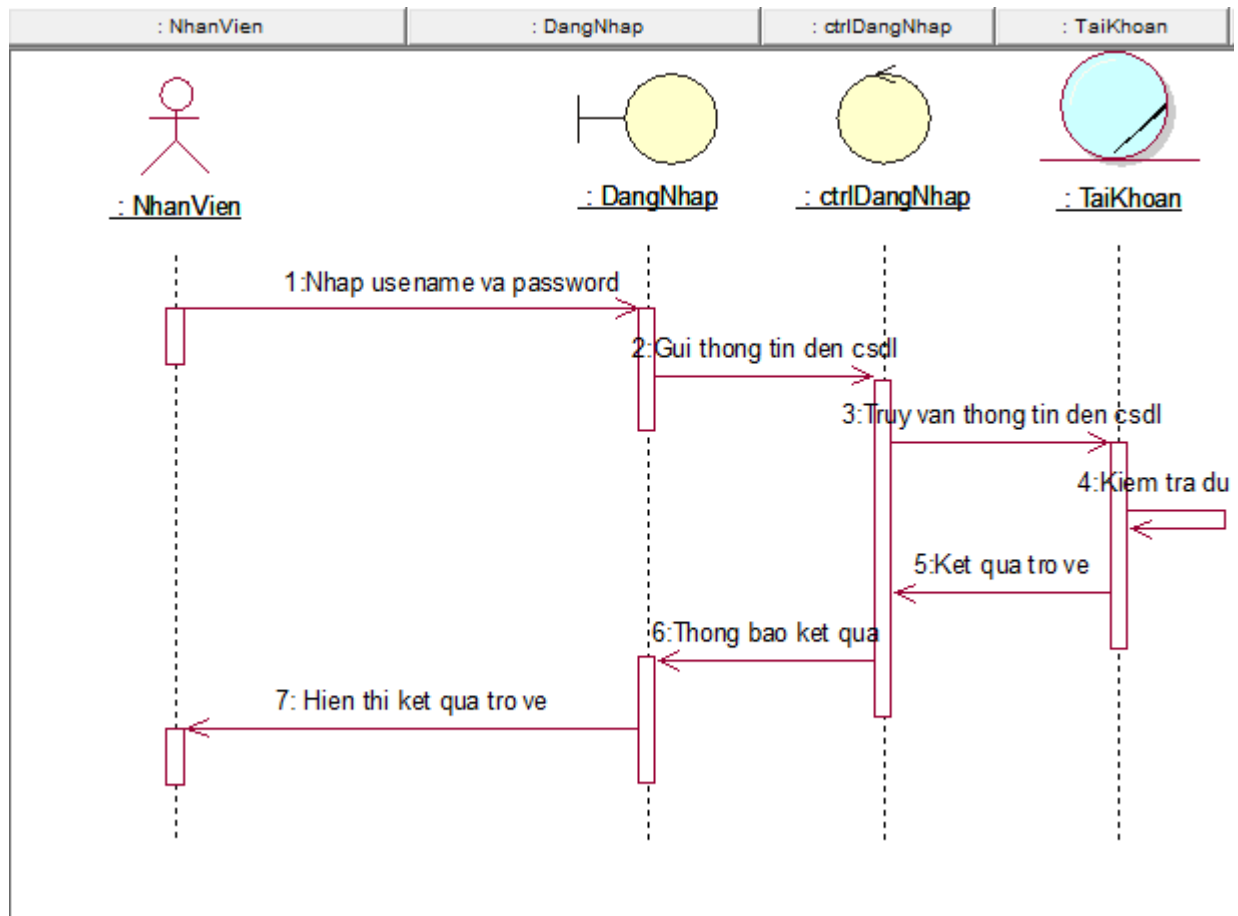 : NhanVien
: DangNhap
: ctrlDangNhap
: TaiKhoan
: NhanVien
: DangNhap
: ctrlDangNhap
: TaiKhoan
1:Nhap usename va password
2:Gui thong tin den csdl
3:Truy van thong tin den csdl
4:Kiem tra du
5:Ket qua tro ve
6:Thong bao ket qua
7: Hien thi ket qua tro ve